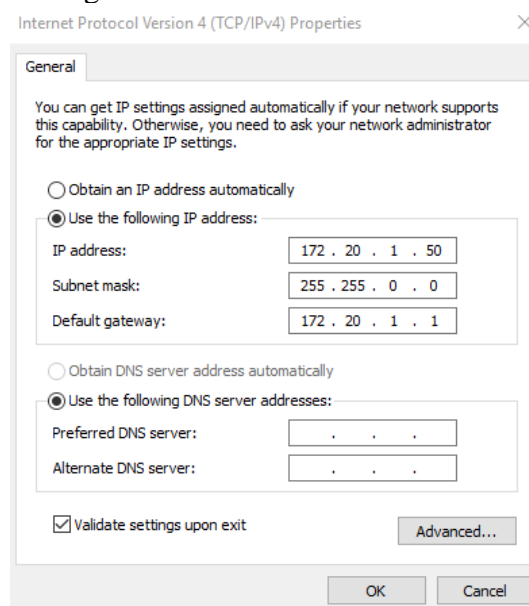 Internet Protocol Version 4 (TCP/IPv4) Properties
General
You can get IP settings assigned automatically if your network supports
this capability. Otherwise, you need to ask your network administrator
for the appropriate IP settings.
Obtain an IP address automatically
Use the following IP address:
IP address: 172 . 20 . 1 . 50
Subnet mask: 255 . 255 . 0 . 0
Default gateway: 172 . 20 . 1 . 1
Obtain DNS server address automatically
Use the following DNS server addresses:
Preferred DNS server: . . .
Alternate DNS server: . . .
Validate settings upon exit
Advanced...
OK Cancel